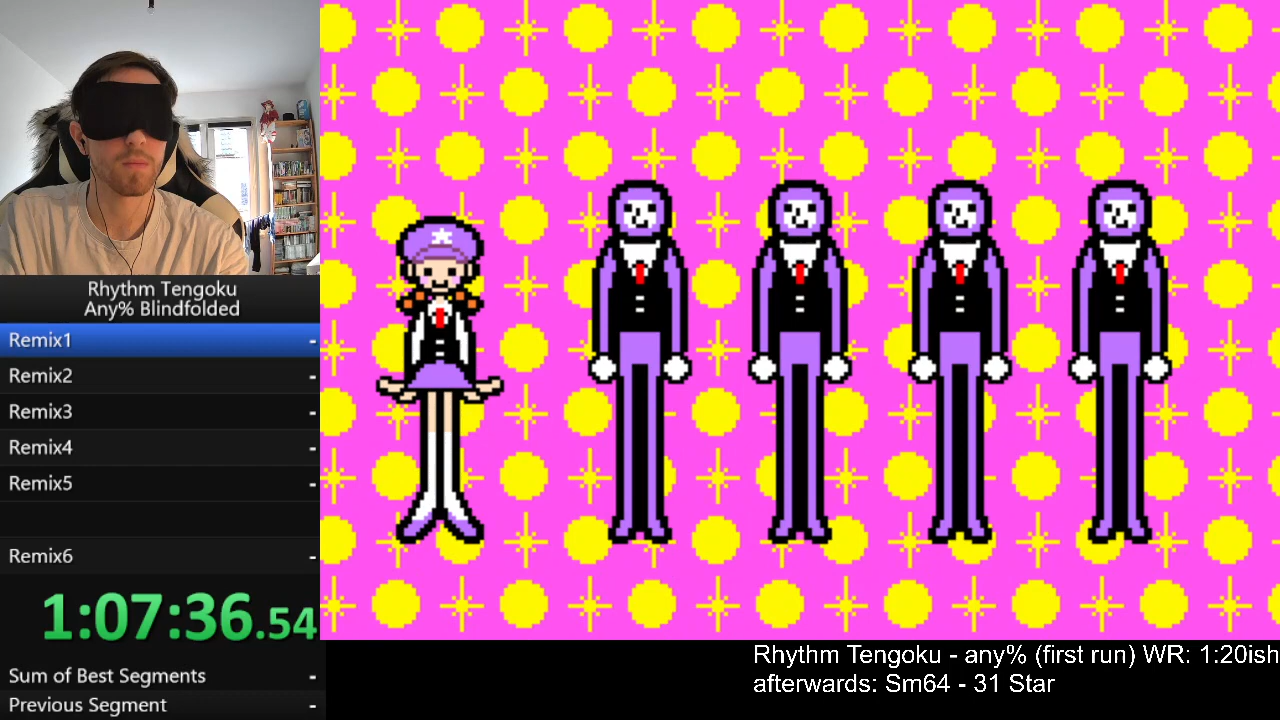 Rhythm Tengoku
Any% Blindfolded
Remix1 -
Remix2 -
Remix3 -
Remix4 -
Remix5 -
Remix6 -
1:07:36.54
Sum of Best Segments -
Previous Segment -
Rhythm Tengoku - any% (first run) WR: 1:20ish
afterwards: Sm64 - 31 Star